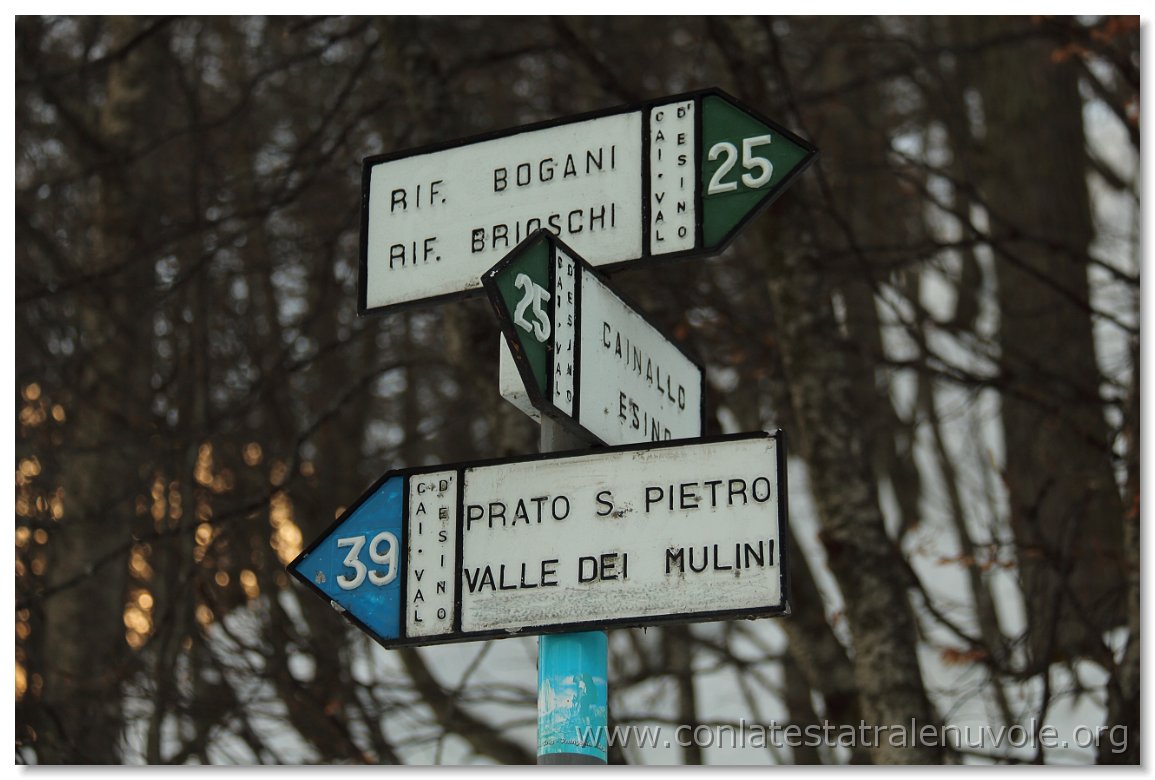 RIF. BOGANI
RIF. BRIOSCHI
CAI·VAL
D'ESINO
25
25
CAI·VAL
D'ESINO
CAINALLO
ESINO
39
CAI·VAL
D'ESINO
PRATO S. PIETRO
VALLE DEI MULINI
www.conlatestatralenuvole.org